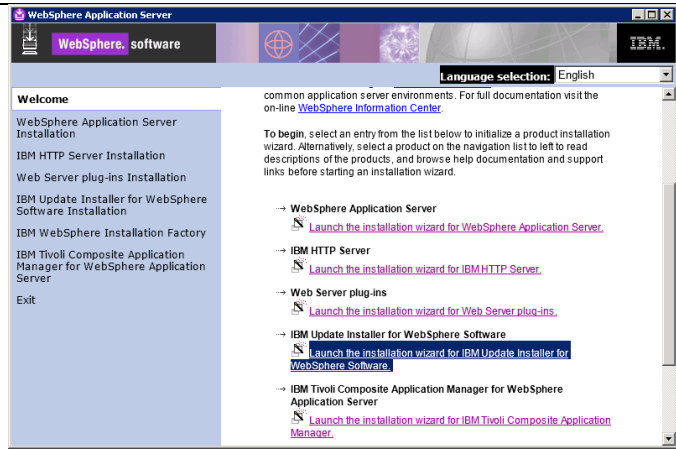 WebSphere Application Server
WebSphere. software
IBM.
Language selection: English
Welcome
WebSphere Application Server
Installation
IBM HTTP Server Installation
Web Server plug-ins Installation
IBM Update Installer for WebSphere
Software Installation
IBM WebSphere Installation Factory
IBM Tivoli Composite Application
Manager for WebSphere Application
Server
Exit
common application server environments. For full documentation visit the
on-line WebSphere Information Center.
To begin, select an entry from the list below to initialize a product installation
wizard. Alternatively, select a product on the navigation list to left to read
descriptions of the products, and browse help documentation and support
links before starting an installation wizard.
→ WebSphere Application Server
Launch the installation wizard for WebSphere Application Server.
→ IBM HTTP Server
Launch the installation wizard for IBM HTTP Server.
→ Web Server plug-ins
Launch the installation wizard for Web Server plug-ins.
→ IBM Update Installer for WebSphere Software
Launch the installation wizard for IBM Update Installer for
WebSphere Software.
→ IBM Tivoli Composite Application Manager for WebSphere
Application Server
Launch the installation wizard for IBM Tivoli Composite Application
Manager.